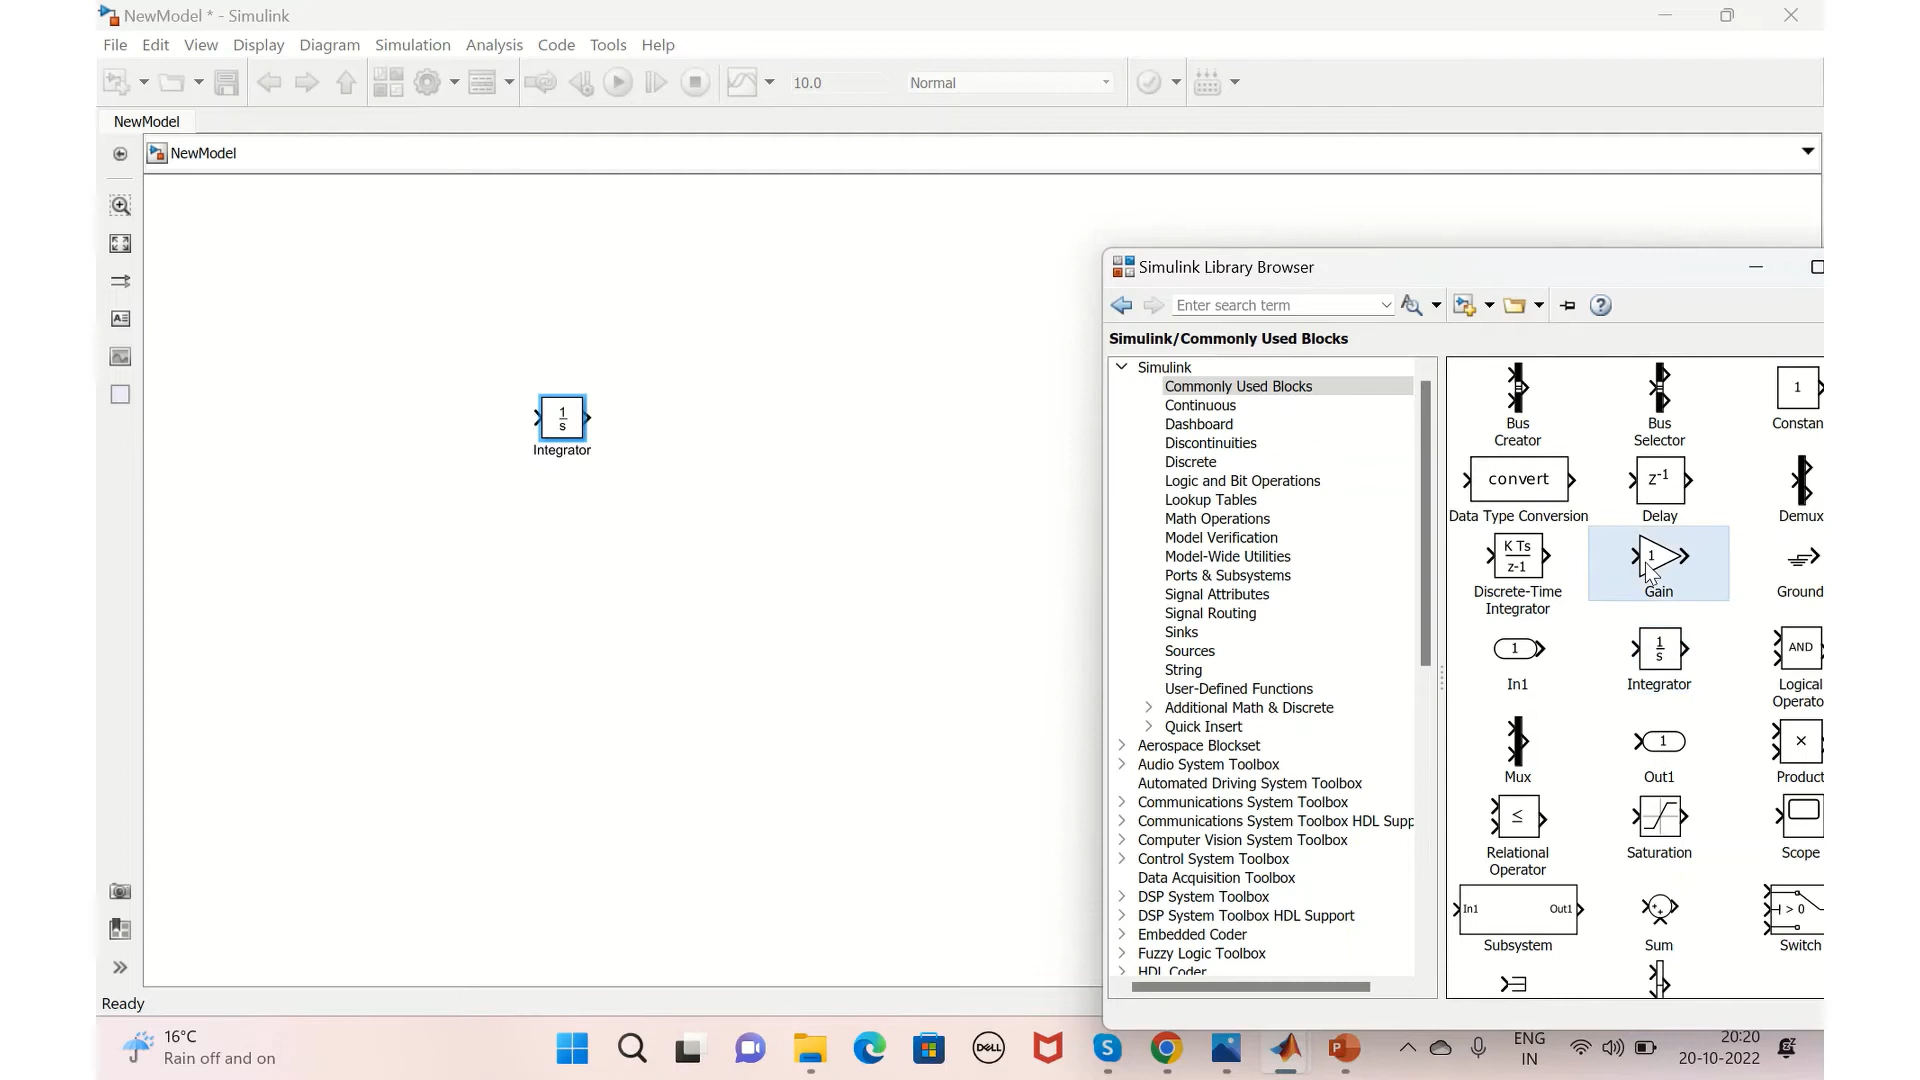 NewModel * - Simulink
File Edit View Display Diagram Simulation Analysis Code Tools Help
10.0 Normal
NewModel
NewModel
1
s
Integrator
Simulink Library Browser
Enter search term
Simulink/Commonly Used Blocks
Simulink
Commonly Used Blocks
Continuous
Dashboard
Discontinuities
Discrete
Logic and Bit Operations
Lookup Tables
Math Operations
Model Verification
Model-Wide Utilities
Ports & Subsystems
Signal Attributes
Signal Routing
Sinks
Sources
String
User-Defined Functions
Additional Math & Discrete
Quick Insert
Aerospace Blockset
Audio System Toolbox
Automated Driving System Toolbox
Communications System Toolbox
Communications System Toolbox HDL Supp
Computer Vision System Toolbox
Control System Toolbox
Data Acquisition Toolbox
DSP System Toolbox
DSP System Toolbox HDL Support
Embedded Coder
Fuzzy Logic Toolbox
HDL Coder
1
Bus
Creator
Bus
Selector
Constan
convert
z-1
Data Type Conversion
Delay
Demux
K Ts
z-1
1
Discrete-Time
Integrator
Gain
Ground
1
1
s
AND
In1
Integrator
Logical
Operato
1
×
Mux
Out1
Product
≤
Relational
Operator
Saturation
Scope
In1 Out1
+
+
> 0
Subsystem
Sum
Switch
Ready
16°C
Rain off and on
DELL
ENG
IN
20:20
20-10-2022